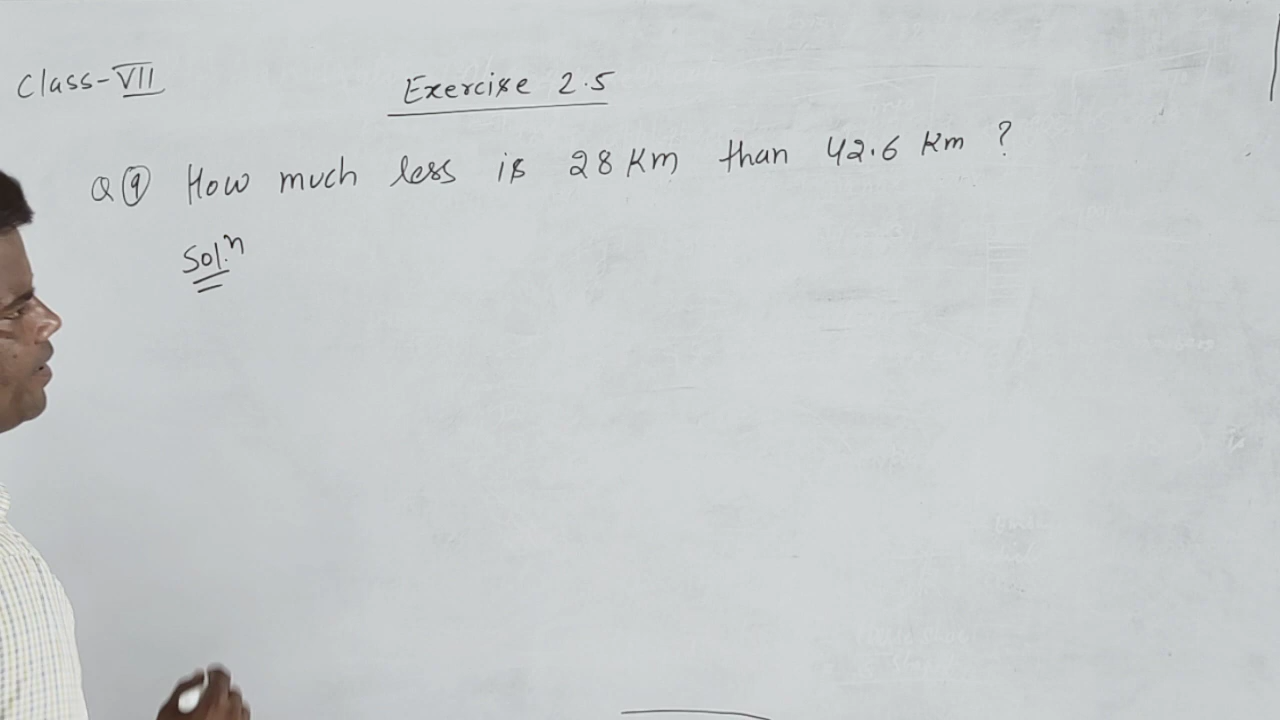 Class-VII
Exercise 2.5
Q 9 How much less is 28 Km than 42.6 Km ?
Sol.n